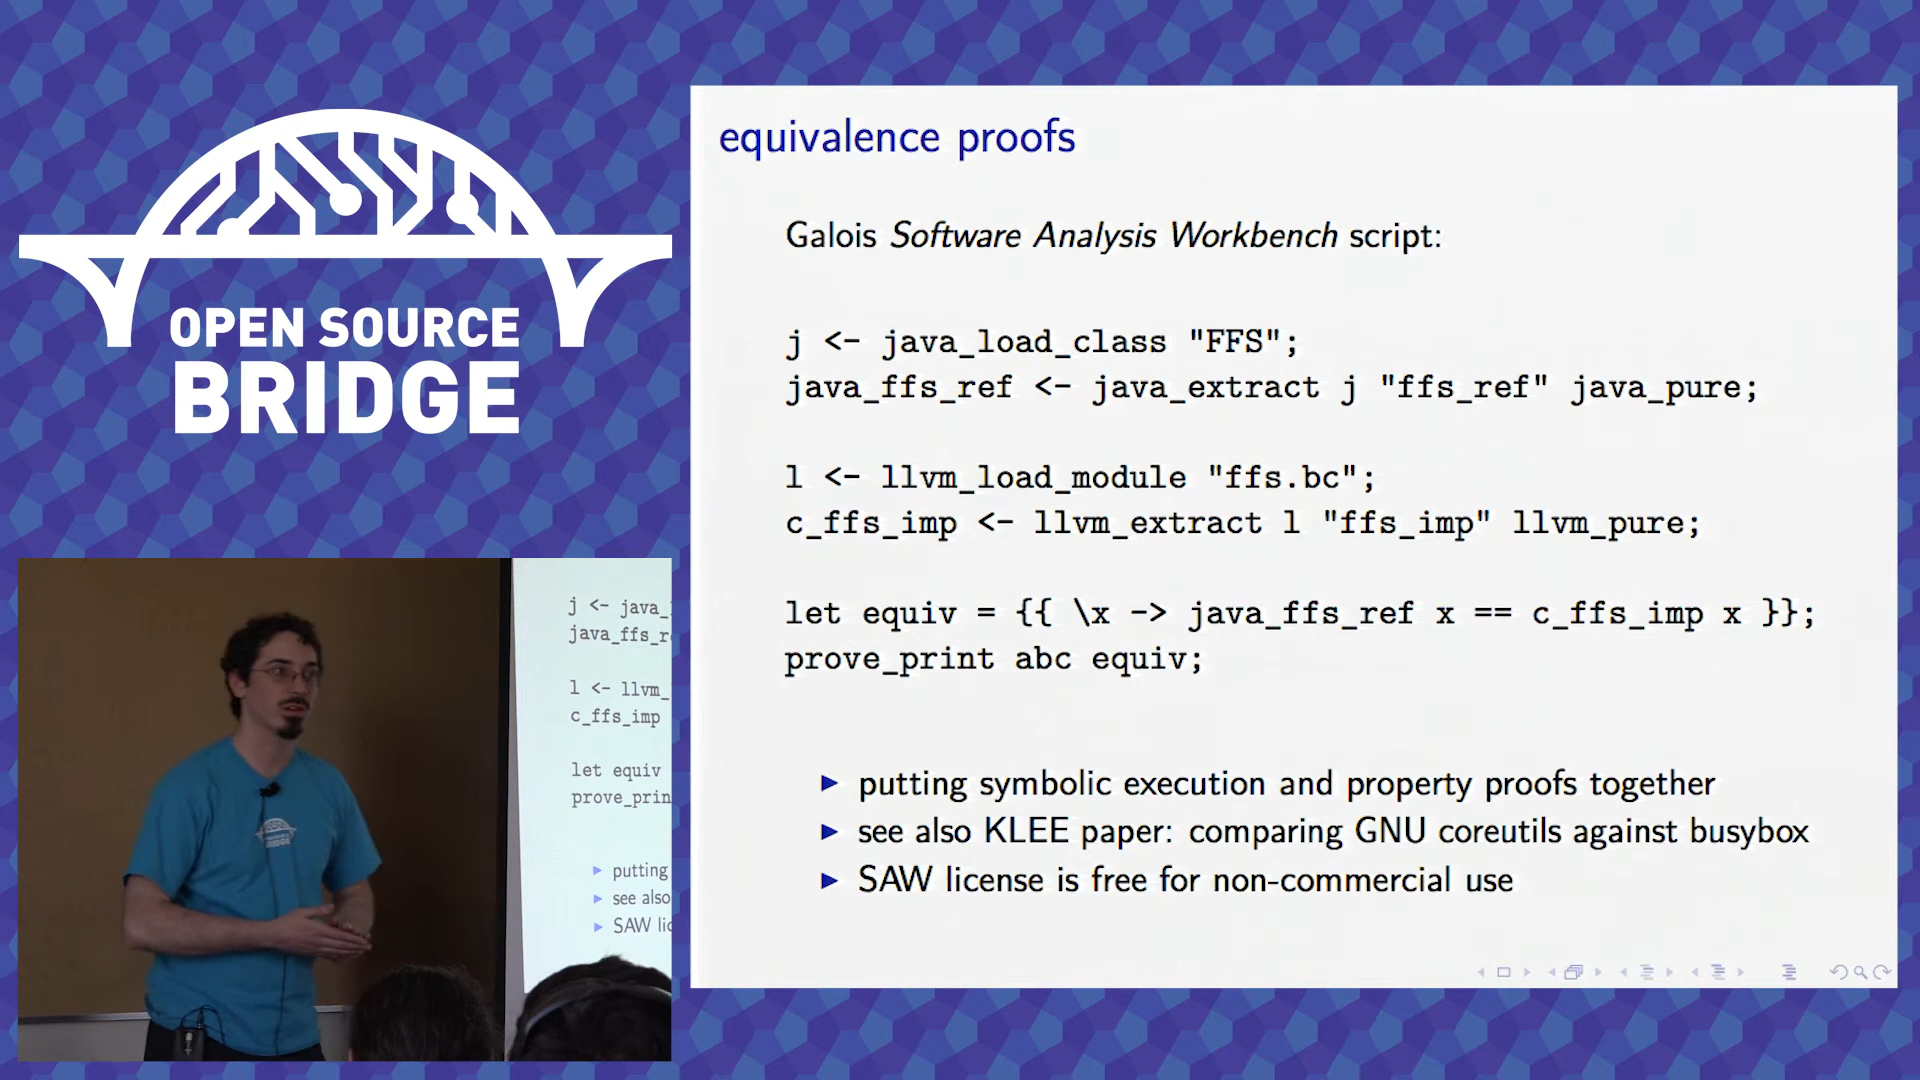 OPEN SOURCE
BRIDGE
equivalence proofs
Galois Software Analysis Workbench script:
j <- java_load_class "FFS";
java_ffs_ref <- java_extract j "ffs_ref" java_pure;
l <- llvm_load_module "ffs.bc";
c_ffs_imp <- llvm_extract l "ffs_imp" llvm_pure;
let equiv = {{ \x -> java_ffs_ref x == c_ffs_imp x }};
prove_print abc equiv;
▶ putting symbolic execution and property proofs together
▶ see also KLEE paper: comparing GNU coreutils against busybox
▶ SAW license is free for non-commercial use
j <- java_
java_ffs_r
l <- llvm_
c_ffs_imp
let equiv
prove_prin
▶ putting
▶ see also
▶ SAW lic
BRIDGE